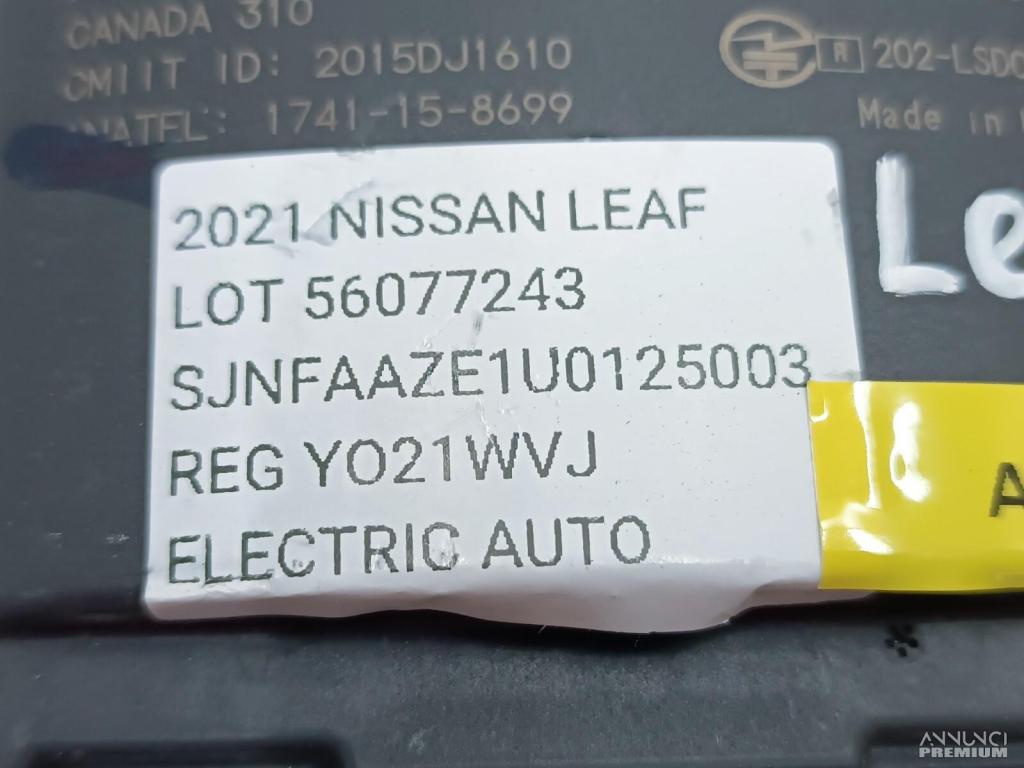 CANADA 310
CMIIT ID: 2015DJ1610
ANATEL: 1741-15-8699
R 202-LSD
Made in
2021 NISSAN LEAF
LOT 56077243
SJNFAAZE1U0125003
REG YO21WVJ
ELECTRIC AUTO
Le
A
ANNUNCI
PREMIUM